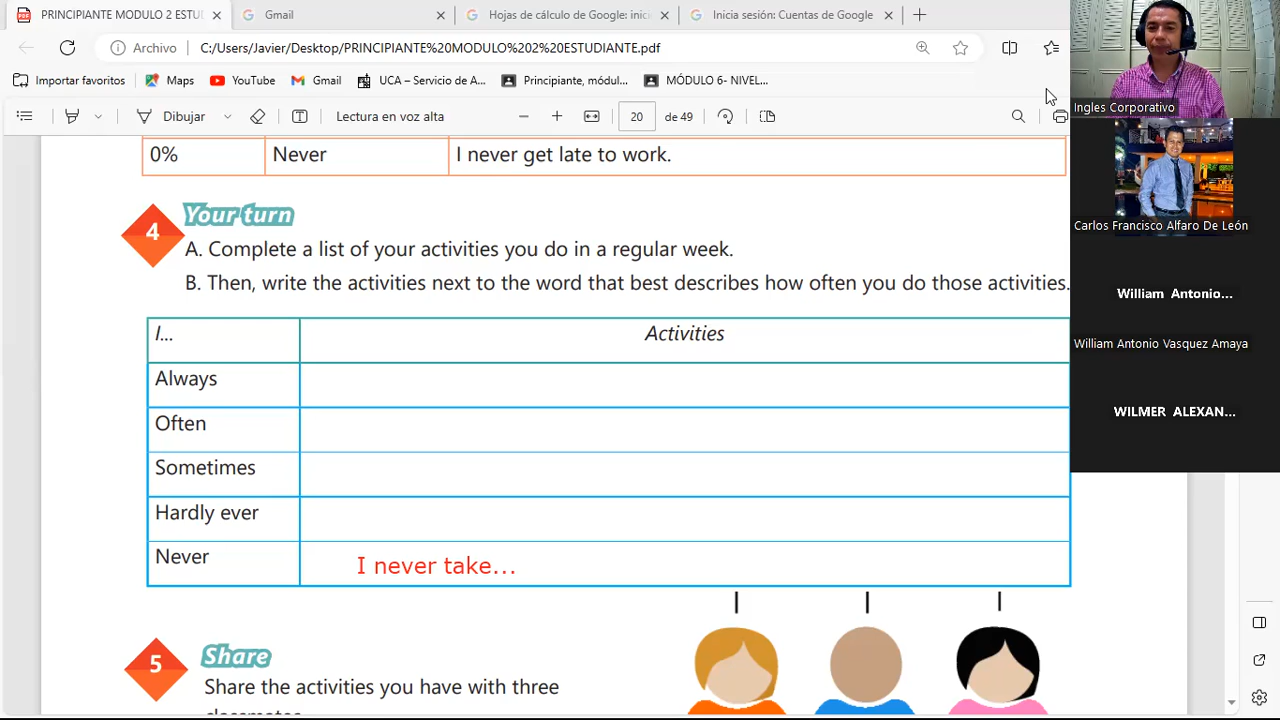 PRINCIPIANTE MODULO 2 ESTU
Gmail
Hojas de cálculo de Google: inic
Inicia sesión: Cuentas de Google
Archivo
C:/Users/Javier/Desktop/PRINCIPIANTE%20MODULO%202%20ESTUDIANTE.pdf
Importar favoritos
Maps
YouTube
Gmail
UCA – Servicio de A...
Principiante, módul...
MÓDULO 6- NIVEL...
Dibujar
Lectura en voz alta
20
de 49
0%
Never
I never get late to work.
4
Your turn
A. Complete a list of your activities you do in a regular week.
B. Then, write the activities next to the word that best describes how often you do those activities.
I...
Activities
Always
Often
Sometimes
Hardly ever
Never
I never take...
5
Share
Share the activities you have with three
Ingles Corporativo
Carlos Francisco Alfaro De León
William Antonio...
William Antonio Vasquez Amaya
WILMER ALEXAN...